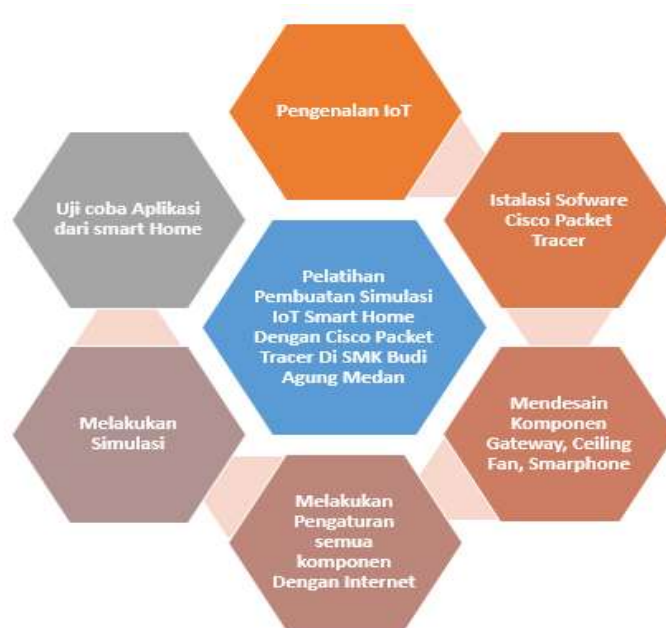 Pengenalan IoT
Istalasi Sofware
Cisco Packet
Tracer
Mendesain
Komponen
Gateway, Ceiling
Fan, Smarphone
Melakukan
Pengaturan
semua
komponen
Dengan Internet
Melakukan
Simulasi
Uji coba Aplikasi
dari smart Home
Pelatihan
Pembuatan Simulasi
IoT Smart Home
Dengan Cisco Packet
Tracer Di SMK Budi
Agung Medan